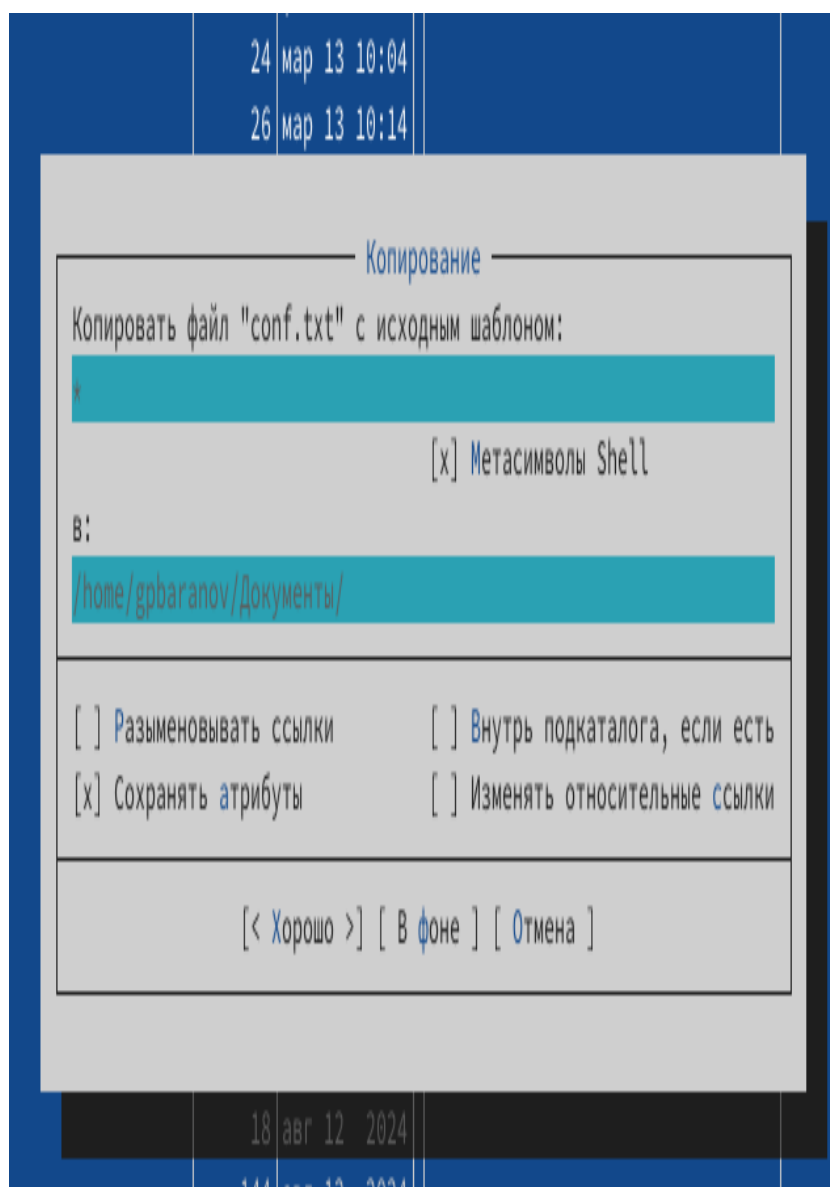 24 мар 13 10:04
26 мар 13 10:14
Копирование
Копировать файл "conf.txt" с исходным шаблоном:
*
[x] Метасимволы Shell
в:
/home/gpbaranov/Документы/
[ ] Разыменовывать ссылки [ ] Внутрь подкаталога, если есть
[x] Сохранять атрибуты [ ] Изменять относительные ссылки
[< Хорошо >] [ В фоне ] [ Отмена ]
18 авг 12 2024